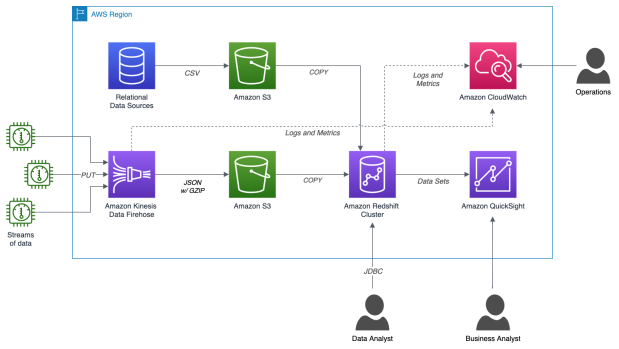 AWS Region
CSV
COPY
Logs and
Metrics
Relational
Data Sources
Amazon S3
Amazon CloudWatch
Operations
Logs and Metrics
PUT
JSON
w/ GZIP
COPY
Data Sets
Amazon Kinesis
Data Firehose
Amazon S3
Amazon Redshift
Cluster
Amazon QuickSight
Streams
of data
JDBC
Data Analyst
Business Analyst